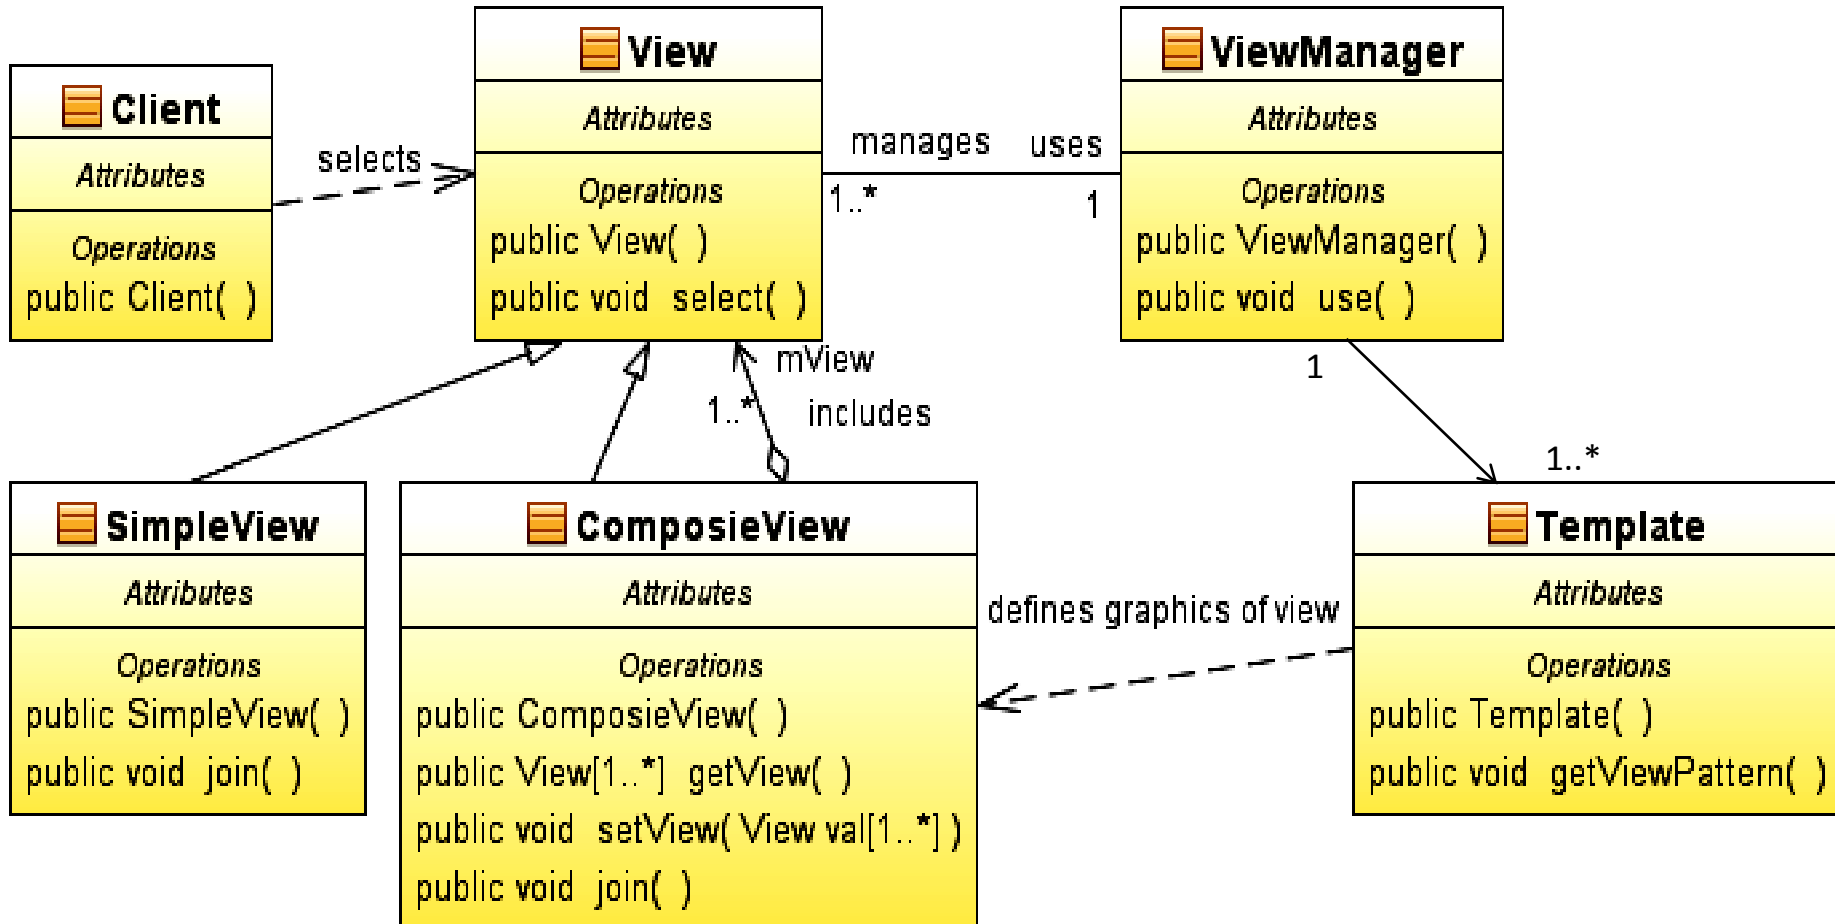 Client
Attributes
Operations
public Client( )
selects
View
Attributes
Operations
public View( )
public void select( )
manages
uses
1..*
1
ViewManager
Attributes
Operations
public ViewManager( )
public void use( )
mView
1..*
includes
1
1..*
SimpleView
Attributes
Operations
public SimpleView( )
public void join( )
ComposieView
Attributes
Operations
public ComposieView( )
public View[1..*] getView( )
public void setView( View val[1..*] )
public void join( )
defines graphics of view
Template
Attributes
Operations
public Template( )
public void getViewPattern( )